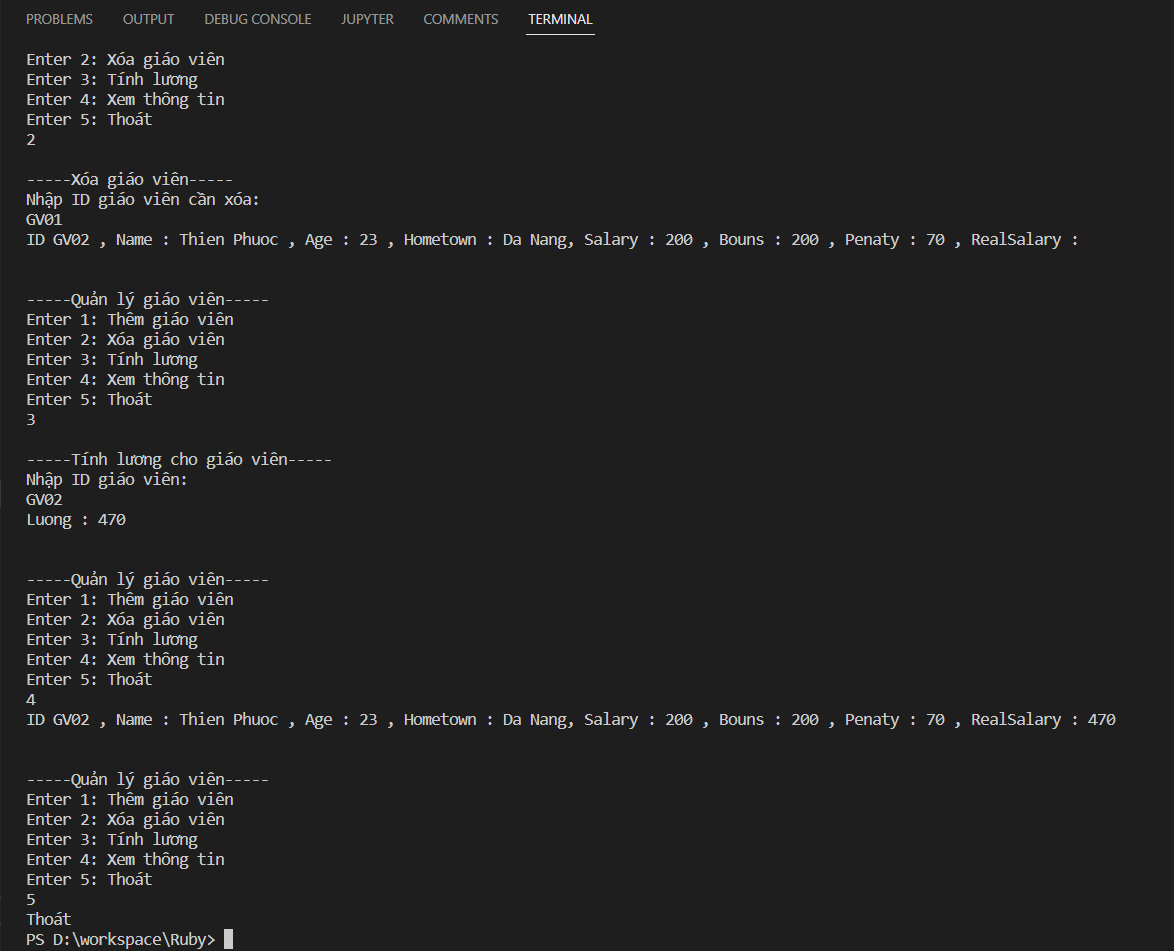 PROBLEMS OUTPUT DEBUG CONSOLE JUPYTER COMMENTS TERMINAL
Enter 2: Xóa giáo viên
Enter 3: Tính lương
Enter 4: Xem thông tin
Enter 5: Thoát
2
-----Xóa giáo viên-----
Nhập ID giáo viên cần xóa:
GV01
ID GV02 , Name : Thien Phuoc , Age : 23 , Hometown : Da Nang, Salary : 200 , Bouns : 200 , Penaty : 70 , RealSalary :
-----Quản lý giáo viên-----
Enter 1: Thêm giáo viên
Enter 2: Xóa giáo viên
Enter 3: Tính lương
Enter 4: Xem thông tin
Enter 5: Thoát
3
-----Tính lương cho giáo viên-----
Nhập ID giáo viên:
GV02
Luong : 470
-----Quản lý giáo viên-----
Enter 1: Thêm giáo viên
Enter 2: Xóa giáo viên
Enter 3: Tính lương
Enter 4: Xem thông tin
Enter 5: Thoát
4
ID GV02 , Name : Thien Phuoc , Age : 23 , Hometown : Da Nang, Salary : 200 , Bouns : 200 , Penaty : 70 , RealSalary : 470
-----Quản lý giáo viên-----
Enter 1: Thêm giáo viên
Enter 2: Xóa giáo viên
Enter 3: Tính lương
Enter 4: Xem thông tin
Enter 5: Thoát
5
Thoát
PS D:\workspace\Ruby>